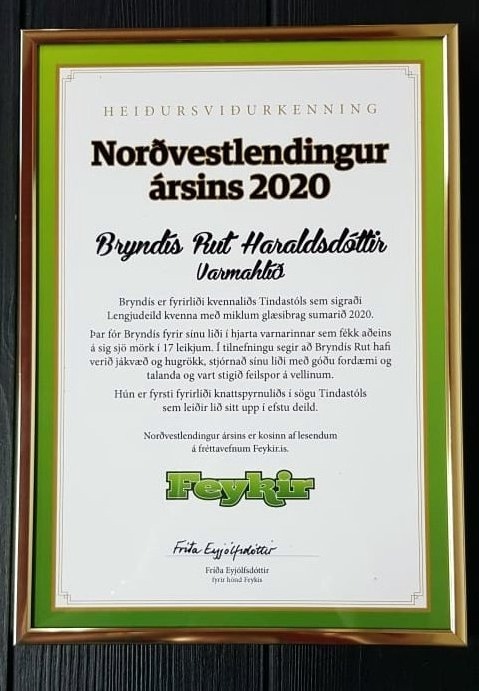 HEIÐURSVIÐURKENNING
Norðvestlendingur
ársins 2020
Bryndís Rut Haraldsdóttir
Varmahlíð
Bryndís er fyrirliði kvennaliðs Tindastóls sem sigraði
Lengjudeild kvenna með miklum glæsibrag sumarið 2020.
Þar fór Bryndís fyrir sínu liði í hjarta varnarinnar sem fékk aðeins
á sig sjö mörk í 17 leikjum. Í tilnefningu segir að Bryndís Rut hafi
verið jákvæð og hugrökk, stjórnað sínu liði með góðu fordæmi og
talanda og vart stigið feilspor á vellinum.
Hún er fyrsti fyrirliði knattspyrnuliðs í sögu Tindastóls
sem leiðir lið sitt upp í efstu deild.
Norðvestlendingur ársins er kosinn af lesendum
á fréttavefnum Feykir.is.
Feykir
Fríða Eyjólfsdóttir
Fríða Eyjólfsdóttir
fyrir hönd Feykis